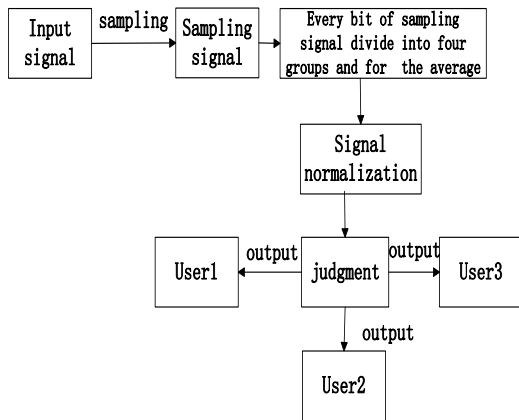 Input
signal
sampling
Sampling
signal
Every bit of sampling
signal divide into four
groups and for the average
Signal
normalization
User1
output
judgment
output
User3
output
User2